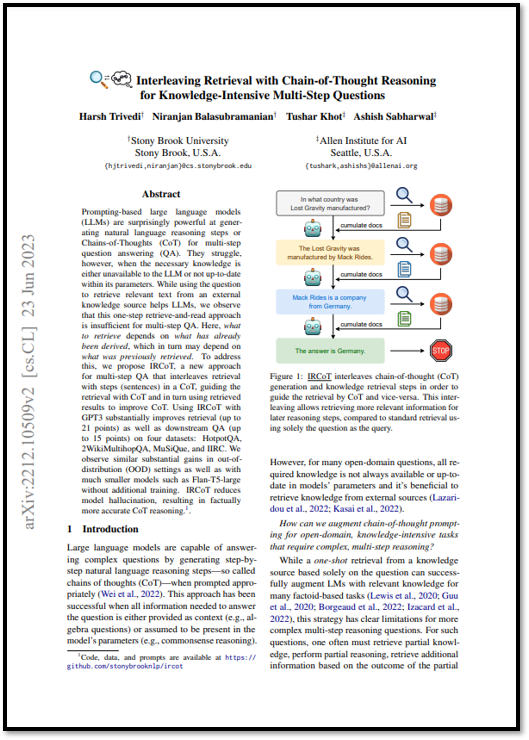 Interleaving Retrieval with Chain-of-Thought Reasoning
for Knowledge-Intensive Multi-Step Questions
Harsh Trivedi† Niranjan Balasubramanian† Tushar Khot‡ Ashish Sabharwal‡
†Stony Brook University
Stony Brook, U.S.A.
{hjtrivedi,niranjan}@cs.stonybrook.edu
‡Allen Institute for AI
Seattle, U.S.A.
{tushark,ashishs}@allenai.org
arXiv:2212.10509v2 [cs.CL] 23 Jun 2023
Abstract
Prompting-based large language models
(LLMs) are surprisingly powerful at gener-
ating natural language reasoning steps or
Chains-of-Thoughts (CoT) for multi-step
question answering (QA). They struggle,
however, when the necessary knowledge is
either unavailable to the LLM or not up-to-date
within its parameters. While using the question
to retrieve relevant text from an external
knowledge source helps LLMs, we observe
that this one-step retrieve-and-read approach
is insufficient for multi-step QA. Here, what
to retrieve depends on what has already
been derived, which in turn may depend on
what was previously retrieved. To address
this, we propose IRCoT, a new approach
for multi-step QA that interleaves retrieval
with steps (sentences) in a CoT, guiding the
retrieval with CoT and in turn using retrieved
results to improve CoT. Using IRCoT with
GPT3 substantially improves retrieval (up to
21 points) as well as downstream QA (up
to 15 points) on four datasets: HotpotQA,
2WikiMultihopQA, MuSiQue, and IIRC. We
observe similar substantial gains in out-of-
distribution (OOD) settings as well as with
much smaller models such as Flan-T5-large
without additional training. IRCoT reduces
model hallucination, resulting in factually
more accurate CoT reasoning.1.
1 Introduction
Large language models are capable of answer-
ing complex questions by generating step-by-
step natural language reasoning steps—so called
chains of thoughts (CoT)—when prompted appro-
priately (Wei et al., 2022). This approach has been
successful when all information needed to answer
the question is either provided as context (e.g., al-
gebra questions) or assumed to be present in the
model's parameters (e.g., commonsense reasoning).
1Code, data, and prompts are available at https://
github.com/stonybrooknlp/ircot
In what country was
Lost Gravity manufactured?
cumulate docs
The Lost Gravity was
manufactured by Mack Rides.
cumulate docs
Mack Rides is a company
from Germany.
cumulate docs
The answer is Germany.
STOP
Figure 1: IRCoT interleaves chain-of-thought (CoT)
generation and knowledge retrieval steps in order to
guide the retrieval by CoT and vice-versa. This inter-
leaving allows retrieving more relevant information for
later reasoning steps, compared to standard retrieval us-
ing solely the question as the query.
However, for many open-domain questions, all re-
quired knowledge is not always available or up-to-
date in models' parameters and it's beneficial to
retrieve knowledge from external sources (Lazari-
dou et al., 2022; Kasai et al., 2022).
How can we augment chain-of-thought prompt-
ing for open-domain, knowledge-intensive tasks
that require complex, multi-step reasoning?
While a one-shot retrieval from a knowledge
source based solely on the question can success-
fully augment LMs with relevant knowledge for
many factoid-based tasks (Lewis et al., 2020; Guu
et al., 2020; Borgeaud et al., 2022; Izacard et al.,
2022), this strategy has clear limitations for more
complex multi-step reasoning questions. For such
questions, one often must retrieve partial knowl-
edge, perform partial reasoning, retrieve additional
information based on the outcome of the partial